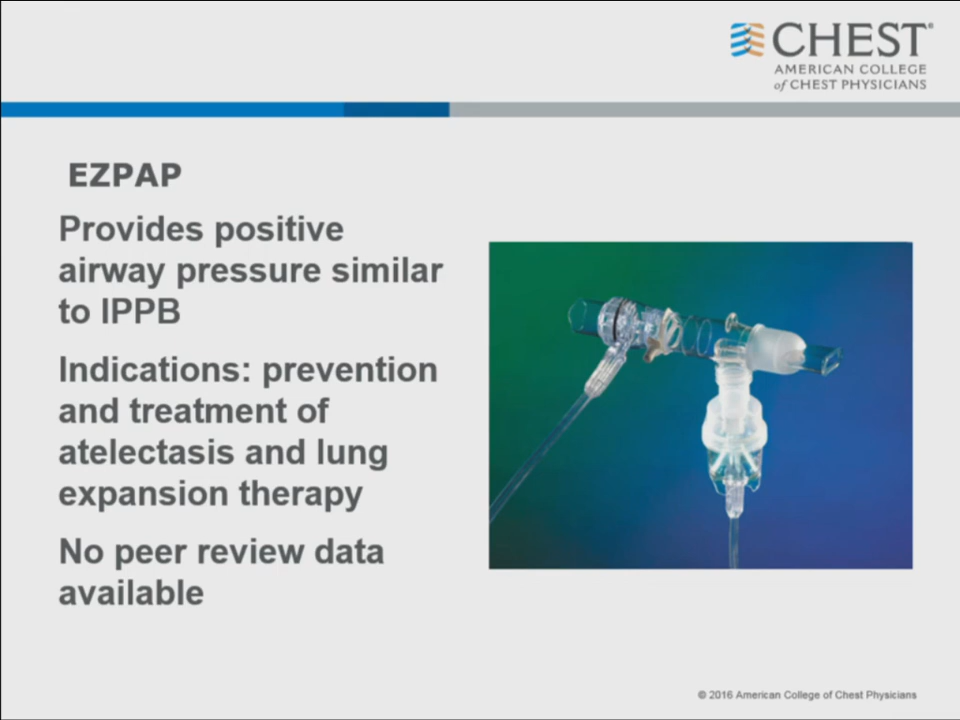 CHEST®
AMERICAN COLLEGE
of CHEST PHYSICIANS
EZPAP
Provides positive
airway pressure similar
to IPPB
Indications: prevention
and treatment of
atelectasis and lung
expansion therapy
No peer review data
available
© 2016 American College of Chest Physicians